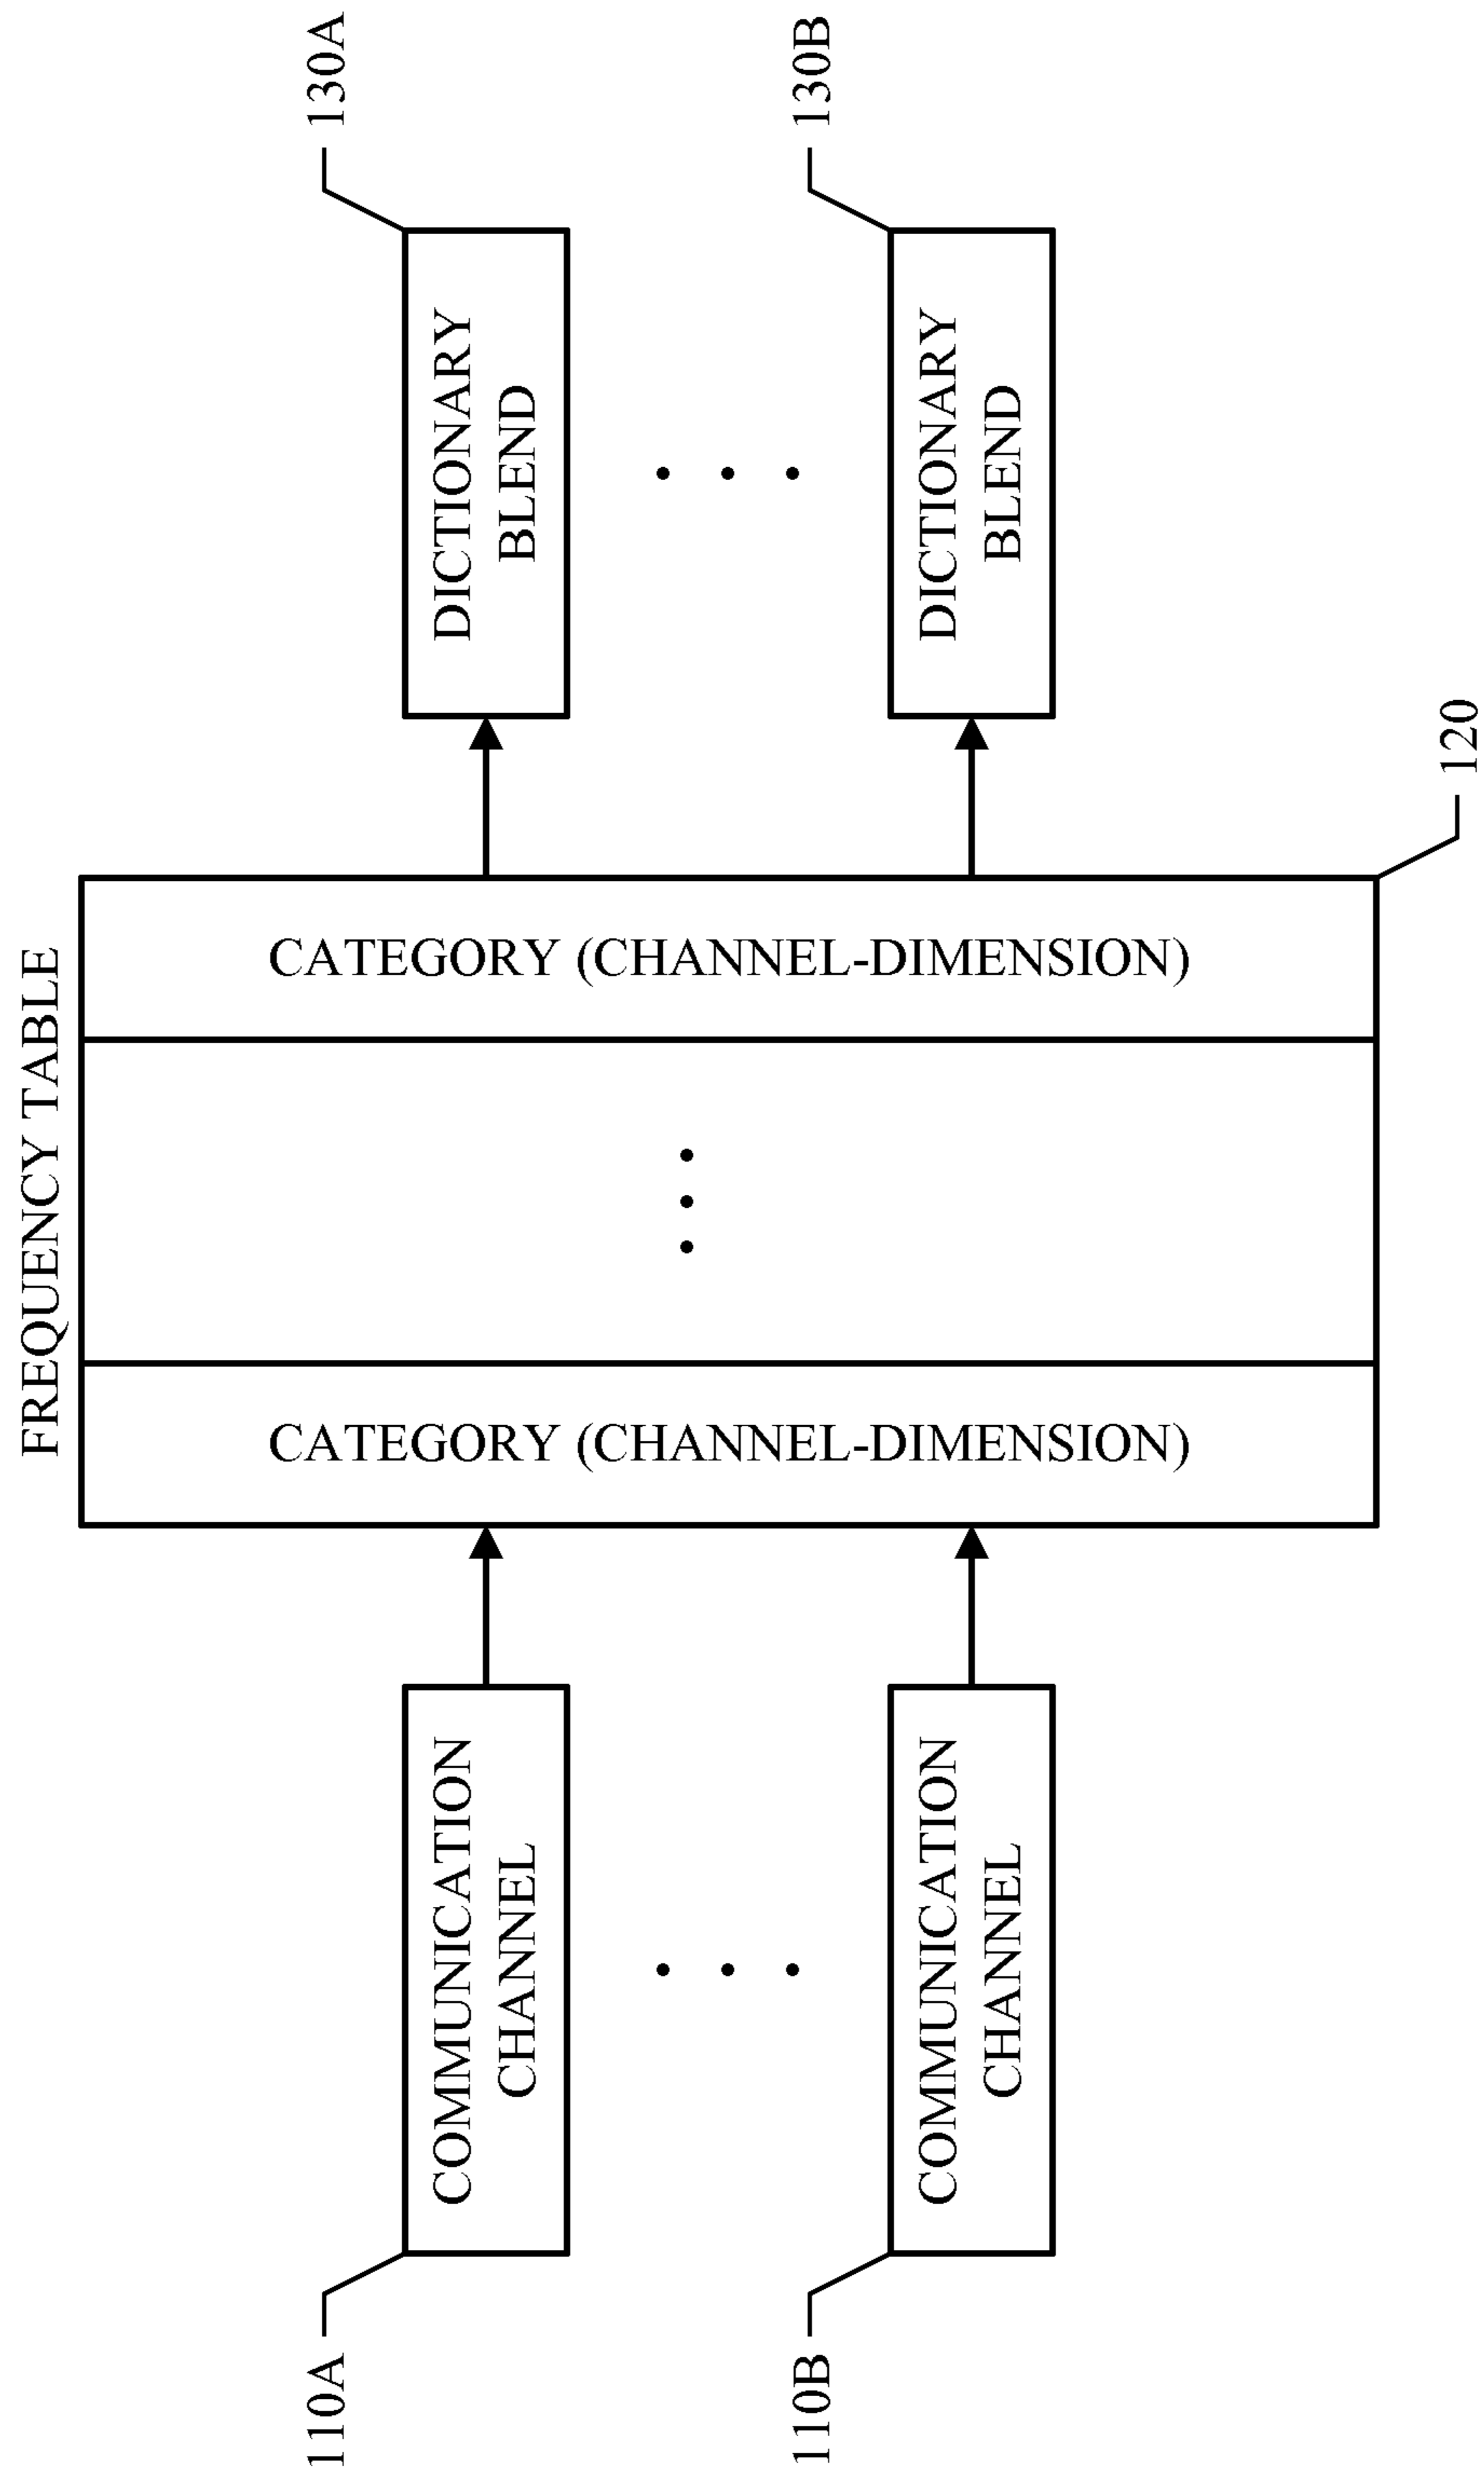 FREQUENCY TABLE
110A
COMMUNICATION
CHANNEL
110B
COMMUNICATION
CHANNEL
CATEGORY (CHANNEL-DIMENSION)
CATEGORY (CHANNEL-DIMENSION)
120
130A
DICTIONARY
BLEND
130B
DICTIONARY
BLEND